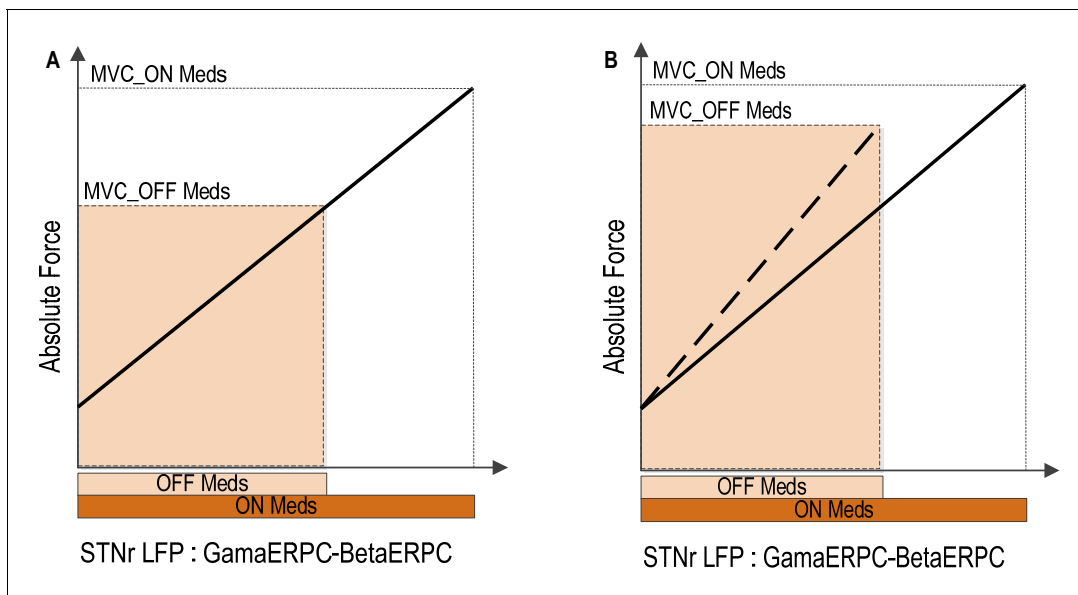 A
MVC_ON Meds
MVC_OFF Meds
Absolute Force
OFF Meds
ON Meds
STNr LFP : GamaERPC-BetaERPC
B
MVC_ON Meds
MVC_OFF Meds
Absolute Force
OFF Meds
ON Meds
STNr LFP : GamaERPC-BetaERPC